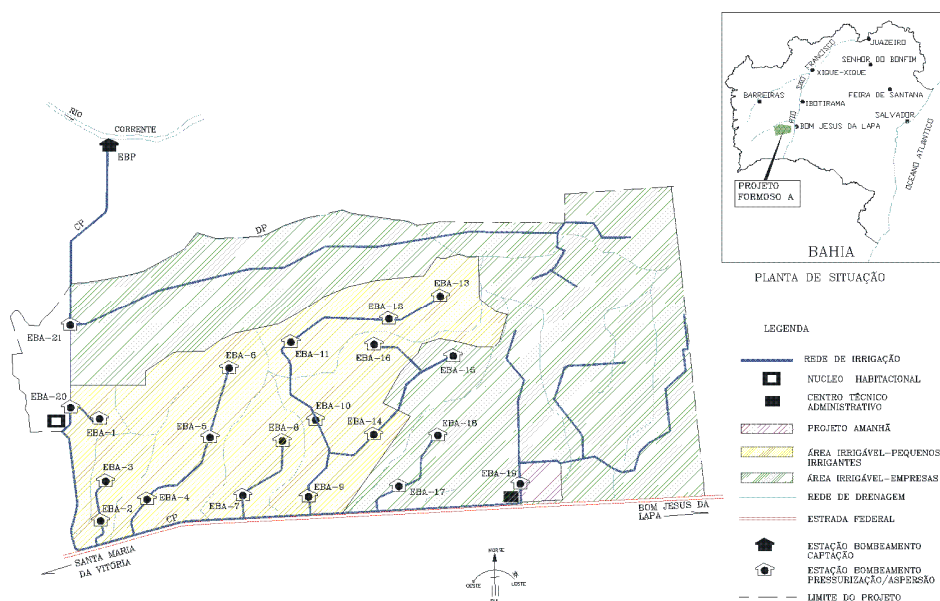 JUAZEIRO
SENHOR DO BONFIM
RIO SÃO FRANCISCO
XIQUE-XIQUE
BARREIRAS
FEIRA DE SANTANA
IBOTIRAMA
SALVADOR
BOM JESUS DA LAPA
OCEANO ATLANTICO
PROJETO
FORMOSO A
BAHIA
PLANTA DE SITUAÇÃO
RIO
CORRENTE
EBP
CP
DP
EBA-13
EBA-12
EBA-21
EBA-6
EBA-11
EBA-16
EBA-15
EBA-20
EBA-10
EBA-1
EBA-5
EBA-8
EBA-14
EBA-18
EBA-3
EBA-19
EBA-4
EBA-9
EBA-17
EBA-2
EBA-7
CP
BOM JESUS DA
LAPA
SANTA MARIA
DA VITÓRIA
NORTE
OESTE
LESTE
LEGENDA
REDE DE IRRIGAÇÃO
NUCLEO HABITACIONAL
CENTRO TÉCNICO
ADMINISTRATIVO
PROJETO AMANHÃ
ÁREA IRRIGÁVEL-PEQUENOS
IRRIGANTES
ÁREA IRRIGÁVEL-EMPRESAS
REDE DE DRENAGEM
ESTRADA FEDERAL
ESTAÇÃO BOMBEAMENTO
CAPTAÇÃO
ESTAÇÃO BOMBEAMENTO
PRESSURIZAÇÃO/ASPERSÃO
LIMITE DO PROJETO